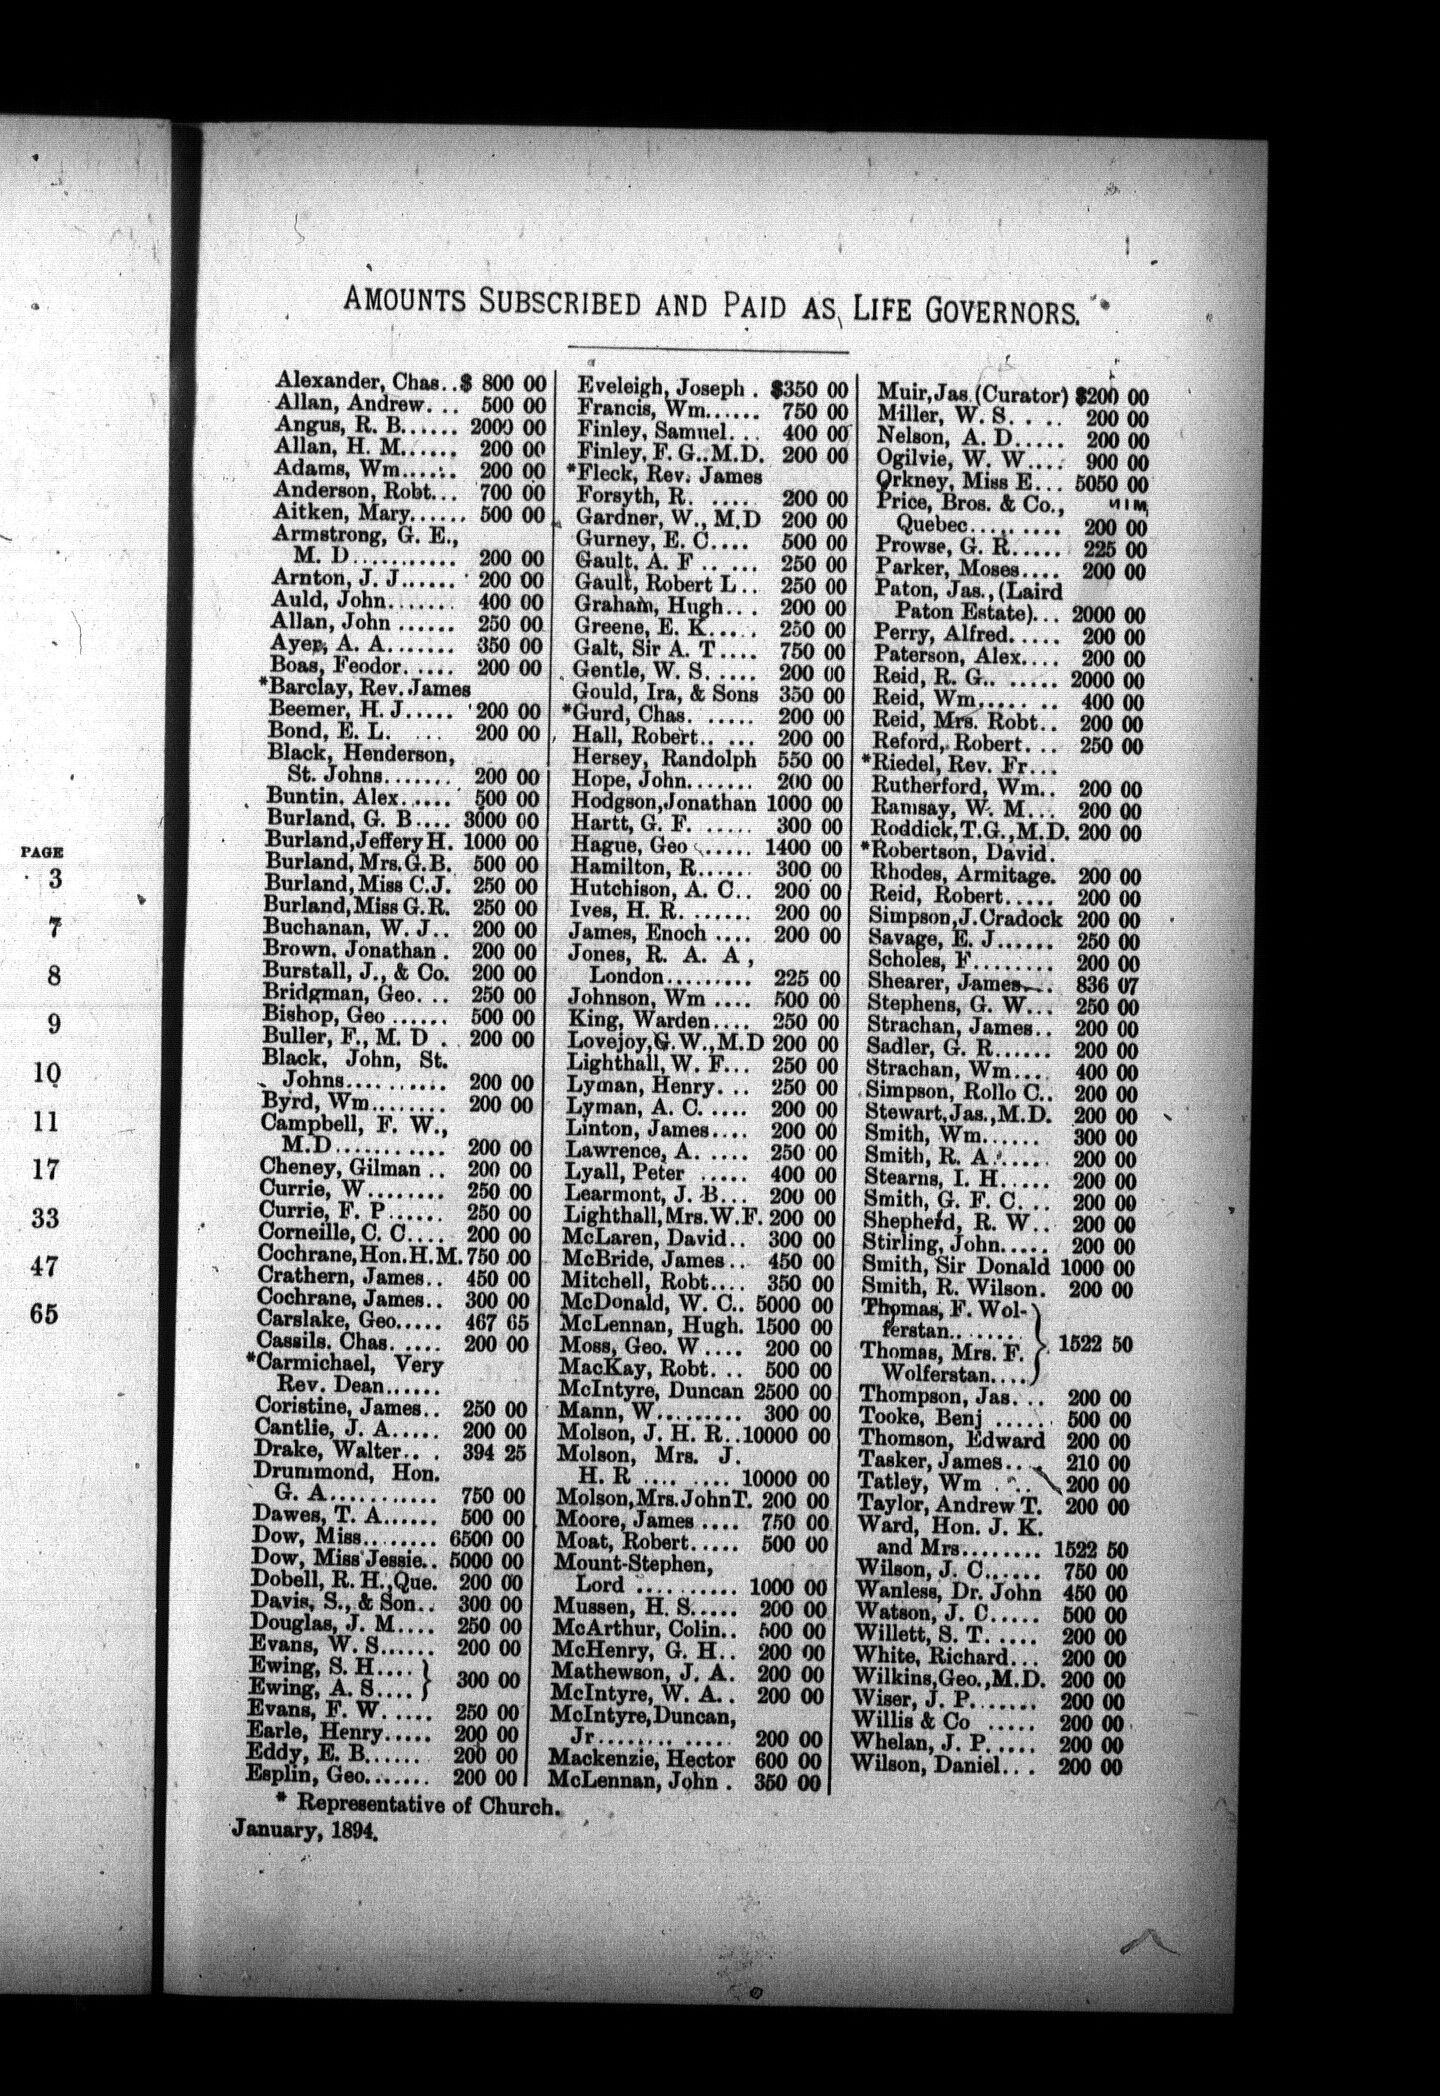 PAGE
3
7
8
9
10
11
17
33
47
65
AMOUNTS SUBSCRIBED AND PAID AS LIFE GOVERNORS.
Alexander, Chas..$ 800 00
Allan, Andrew... 500 00
Angus, R. B...... 2000 00
Allan, H. M...... 200 00
Adams, Wm...... 200 00
Anderson, Robt... 700 00
Aitken, Mary...... 500 00
Armstrong, G. E.,
M. D........... 200 00
Arnton, J. J...... 200 00
Auld, John....... 400 00
Allan, John ...... 250 00
Ayer, A. A....... 350 00
Boas, Feodor..... 200 00
*Barclay, Rev. James
Beemer, H. J..... 200 00
Bond, E. L. ... 200 00
Black, Henderson,
St. Johns....... 200 00
Buntin, Alex..... 500 00
Burland, G. B.... 3000 00
Burland, Jeffery H. 1000 00
Burland, Mrs. G. B. 500 00
Burland, Miss C.J. 250 00
Burland, Miss G.R. 250 00
Buchanan, W. J.. 200 00
Brown, Jonathan . 200 00
Burstall, J., & Co. 200 00
Bridgman, Geo... 250 00
Bishop, Geo ...... 500 00
Buller, F., M. D . 200 00
Black, John, St.
Johns.......... 200 00
Byrd, Wm........ 200 00
Campbell, F. W.,
M.D........... 200 00
Cheney, Gilman .. 200 00
Currie, W........ 250 00
Currie, F. P...... 250 00
Corneille, C. C.... 200 00
Cochrane, Hon. H. M. 750 00
Crathern, James.. 450 00
Cochrane, James.. 300 00
Carslake, Geo..... 467 65
Cassils, Chas..... 200 00
*Carmichael, Very
Rev. Dean......
Coristine, James.. 250 00
Cantlie, J. A..... 200 00
Drake, Walter... . 394 25
Drummond, Hon.
G. A........... 750 00
Dawes, T. A...... 500 00
Dow, Miss........ 6500 00
Dow, Miss Jessie.. 5000 00
Dobell, R. H., Que. 200 00
Davis, S., & Son.. 300 00
Douglas, J. M.... 250 00
Evans, W. S...... 200 00
Ewing, S. H....
Ewing, A. S.... } 300 00
Evans, F. W. ..... 250 00
Earle, Henry..... 200 00
Eddy, E. B....... 200 00
Esplin, Geo....... 200 00
Eveleigh, Joseph . $350 00
Francis, Wm...... 750 00
Finley, Samuel... 400 00
Finley, F. G., M.D. 200 00
*Fleck, Rev. James
Forsyth, R. .... 200 00
Gardner, W., M.D 200 00
Gurney, E. C.... 500 00
Gault, A. F .. ... 250 00
Gault, Robert L.. 250 00
Graham, Hugh... 200 00
Greene, E. K..... 250 00
Galt, Sir A. T.... 750 00
Gentle, W. S. .... 200 00
Gould, Ira, & Sons 350 00
*Gurd, Chas. ..... 200 00
Hall, Robert.. ... 200 00
Hersey, Randolph 550 00
Hope, John....... 200 00
Hodgson, Jonathan 1000 00
Hartt, G. F. ..... 300 00
Hague, Geo ...... 1400 00
Hamilton, R...... 300 00
Hutchison, A. C.. 200 00
Ives, H. R. ...... 200 00
James, Enoch .... 200 00
Jones, R. A. A,
London......... 225 00
Johnson, Wm .... 500 00
King, Warden.... 250 00
Lovejoy, G. W., M.D 200 00
Lighthall, W. F... 250 00
Lyman, Henry... 250 00
Lyman, A. C. .... 200 00
Linton, James.... 200 00
Lawrence, A. .... 250 00
Lyall, Peter ..... 400 00
Learmont, J. B... 200 00
Lighthall, Mrs. W.F. 200 00
McLaren, David.. 300 00
McBride, James .. 450 00
Mitchell, Robt.... 350 00
McDonald, W. C.. 5000 00
McLennan, Hugh. 1500 00
Moss, Geo. W.... 200 00
MacKay, Robt... 500 00
McIntyre, Duncan 2500 00
Mann, W......... 300 00
Molson, J. H. R. ..10000 00
Molson, Mrs. J.
H. R .... .... 10000 00
Molson, Mrs. John T. 200 00
Moore, James .... 750 00
Moat, Robert..... 500 00
Mount-Stephen,
Lord .......... 1000 00
Mussen, H. S..... 200 00
McArthur, Colin.. 500 00
McHenry, G. H.. 200 00
Mathewson, J. A. 200 00
McIntyre, W. A.. 200 00
McIntyre, Duncan,
Jr............. 200 00
Mackenzie, Hector 600 00
McLennan, John . 350 00
Muir, Jas. (Curator) $200 00
Miller, W. S. ... 200 00
Nelson, A. D..... 200 00
Ogilvie, W. W.... 900 00
Orkney, Miss E... 5050 00
Price, Bros. & Co.,
Quebec......... 200 00
Prowse, G. R..... 225 00
Parker, Moses.... 200 00
Paton, Jas., (Laird
Paton Estate)... 2000 00
Perry, Alfred..... 200 00
Paterson, Alex.... 200 00
Reid, R. G.. ..... 2000 00
Reid, Wm..... .. 400 00
Reid, Mrs. Robt.. 200 00
Reford, Robert... 250 00
*Riedel, Rev. Fr...
Rutherford, Wm.. 200 00
Ramsay, W. M... 200 00
Roddick, T.G., M.D. 200 00
*Robertson, David.
Rhodes, Armitage. 200 00
Reid, Robert..... 200 00
Simpson, J. Cradock 200 00
Savage, E. J...... 250 00
Scholes, F........ 200 00
Shearer, James... 836 07
Stephens, G. W... 250 00
Strachan, James.. 200 00
Sadler, G. R...... 200 00
Strachan, Wm.... 400 00
Simpson, Rollo C.. 200 00
Stewart, Jas., M.D. 200 00
Smith, Wm...... 300 00
Smith, R. A ..... 200 00
Stearns, I. H..... 200 00
Smith, G. F. C... 200 00
Shepherd, R. W.. 200 00
Stirling, John..... 200 00
Smith, Sir Donald 1000 00
Smith, R. Wilson. 200 00
Thomas, F. Wol-
ferstan.. ......
Thomas, Mrs. F. } 1522 50
Wolferstan....
Thompson, Jas... 200 00
Tooke, Benj ..... 500 00
Thomson, Edward 200 00
Tasker, James.... 210 00
Tatley, Wm .... 200 00
Taylor, Andrew T. 200 00
Ward, Hon. J. K.
and Mrs........ 1522 50
Wilson, J. C...... 750 00
Wanless, Dr. John 450 00
Watson, J. C..... 500 00
Willett, S. T. .... 200 00
White, Richard... 200 00
Wilkins, Geo., M.D. 200 00
Wiser, J. P....... 200 00
Willis & Co ..... 200 00
Whelan, J. P..... 200 00
Wilson, Daniel... 200 00
* Representative of Church.
January, 1894.